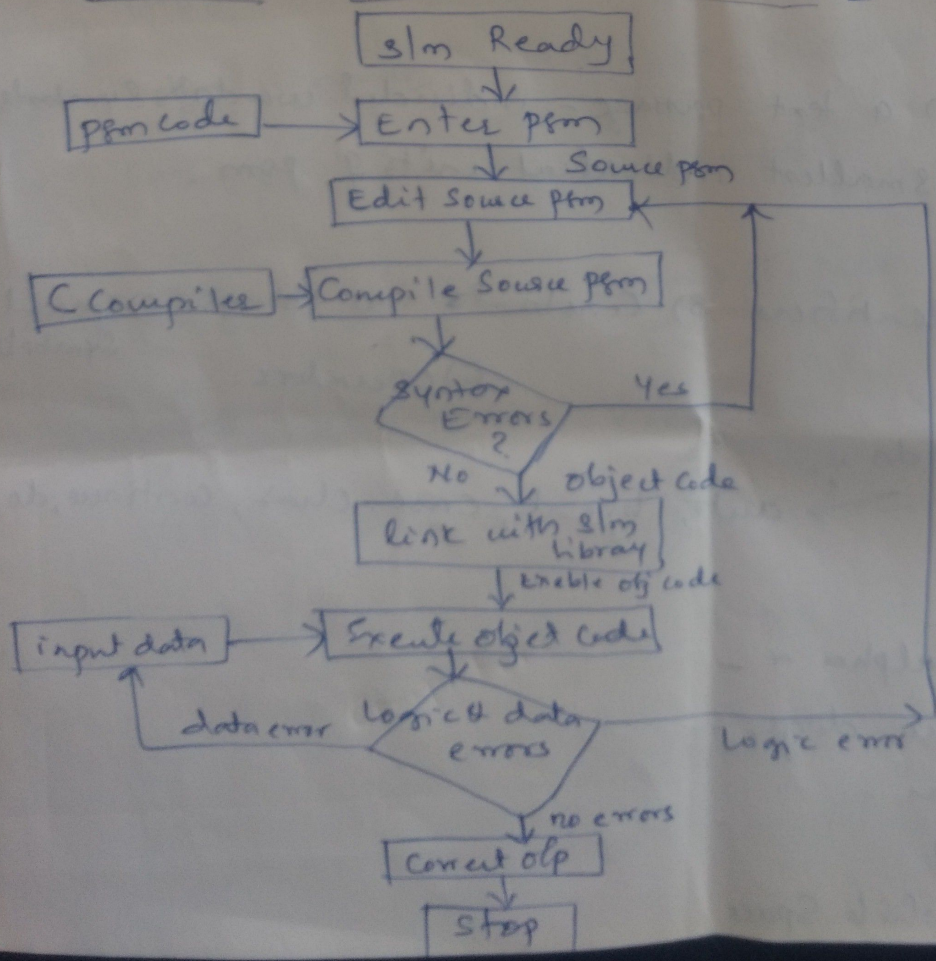 s/m Ready
pgm code
Enter pgm
Source pgm
Edit Source pgm
C Compiler
Compile Source pgm
Syntax
Errors
?
Yes
No
Object code
link with s/m
Library
Exeble obj code
input data
Execute object code
data error
Logic & data
errors
Logic error
no errors
Correct o/p
Stop